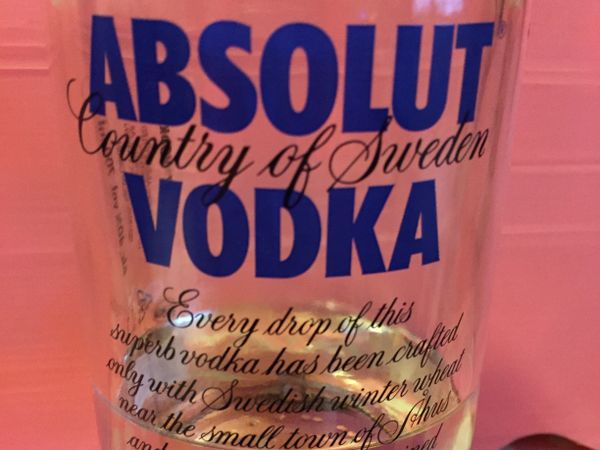 ABSOLUT®
Country of Sweden
VODKA
Every drop of this
superb vodka has been crafted
only with Swedish winter wheat
near the small town of Åhus
and